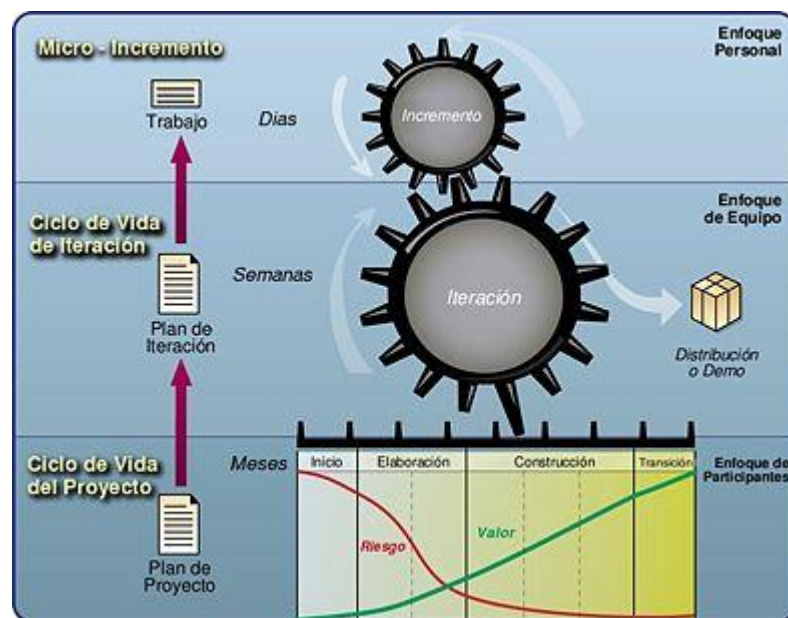 Micro - Incremento
Enfoque
Personal
Trabajo
Dias
Incremento
Ciclo de Vida
de Iteración
Enfoque
de Equipo
Semanas
Iteración
Plan de
Iteración
Distribución
o Demo
Ciclo de Vida
del Proyecto
Meses
Inicio
Elaboración
Construcción
Transición
Enfoque de
Participantes
Riesgo
Valor
Plan de
Proyecto